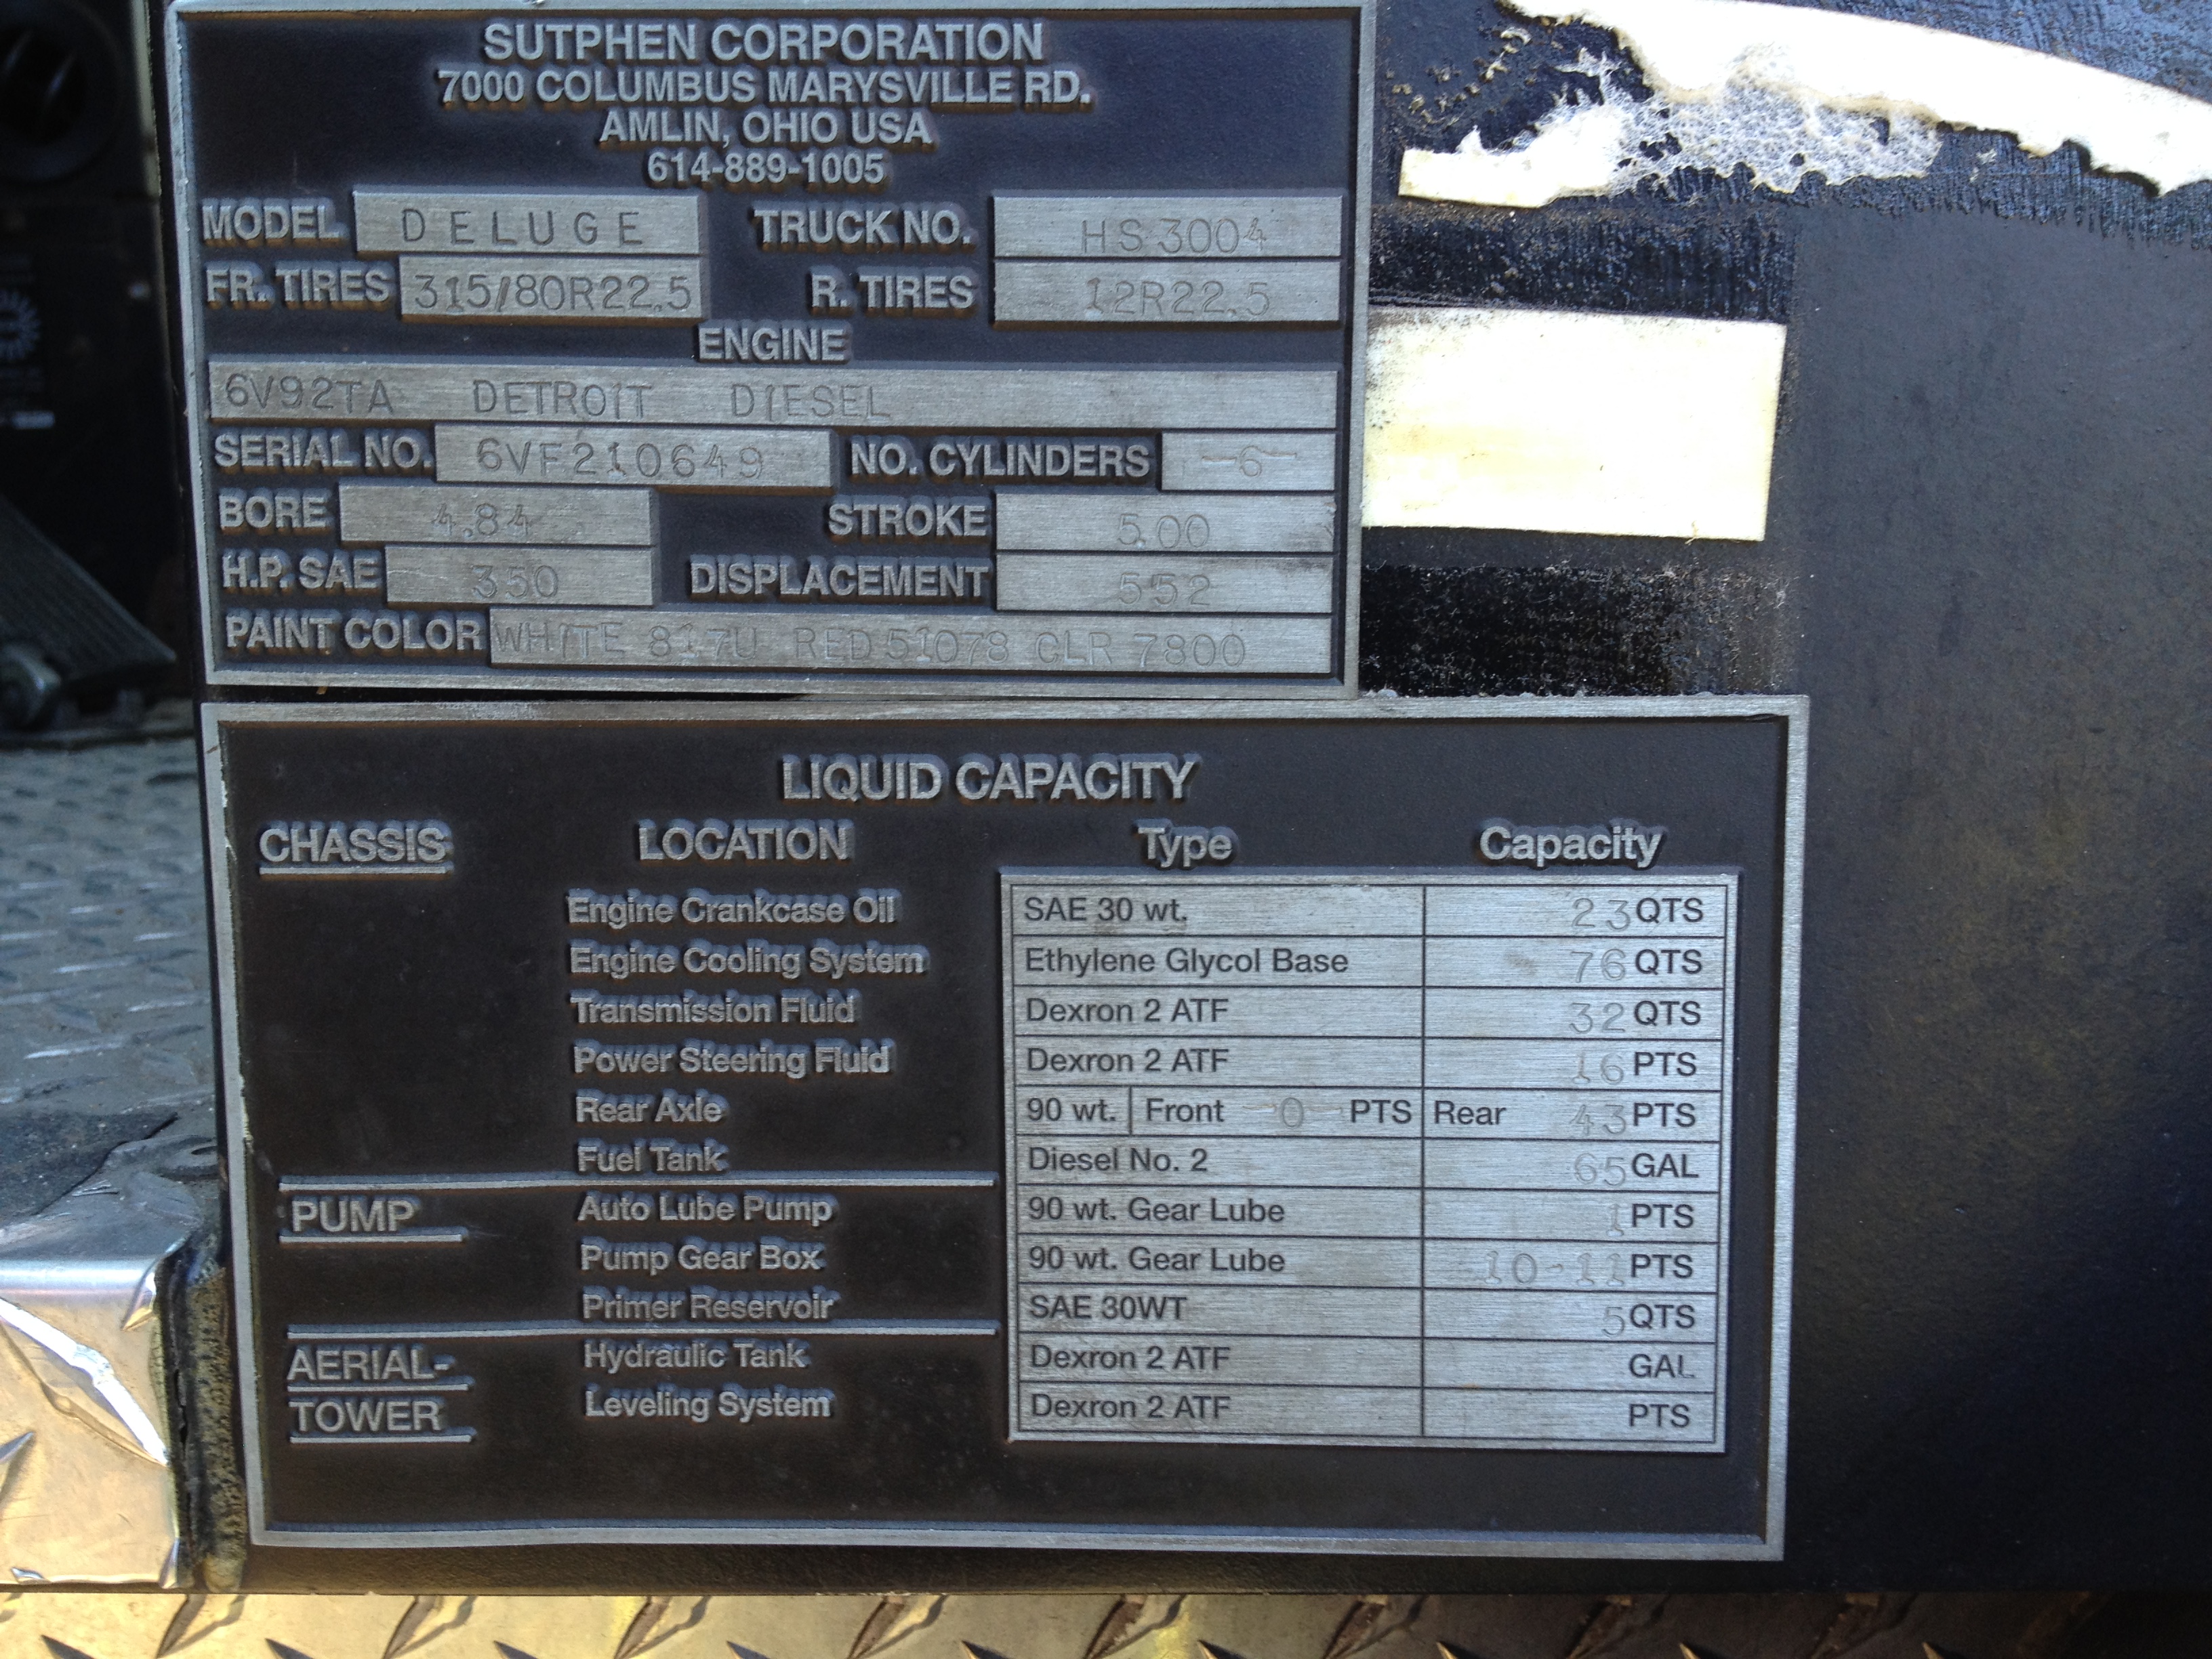 SUTPHEN CORPORATION
7000 COLUMBUS MARYSVILLE RD.
AMLIN, OHIO USA
614-889-1005
MODEL DELUGE TRUCK NO. HS3004
FR. TIRES 315/80R22.5 R. TIRES 12R22.5
ENGINE
6V92TA DETROIT DIESEL
SERIAL NO. 6VF210649 NO. CYLINDERS -6-
BORE 4.84 STROKE 5.00
H.P. SAE 350 DISPLACEMENT 552
PAINT COLOR WHITE 817U RED 51078 CLR 7800
LIQUID CAPACITY
CHASSIS LOCATION Type Capacity
Engine Crankcase Oil SAE 30 wt. 23 QTS
Engine Cooling System Ethylene Glycol Base 76 QTS
Transmission Fluid Dexron 2 ATF 32 QTS
Power Steering Fluid Dexron 2 ATF 16 PTS
Rear Axle 90 wt. Front -0- PTS Rear 43 PTS
Fuel Tank Diesel No. 2 65 GAL
PUMP Auto Lube Pump 90 wt. Gear Lube 1 PTS
Pump Gear Box 90 wt. Gear Lube 10-11 PTS
Primer Reservoir SAE 30WT 5 QTS
AERIAL- Hydraulic Tank Dexron 2 ATF GAL
TOWER Leveling System Dexron 2 ATF PTS